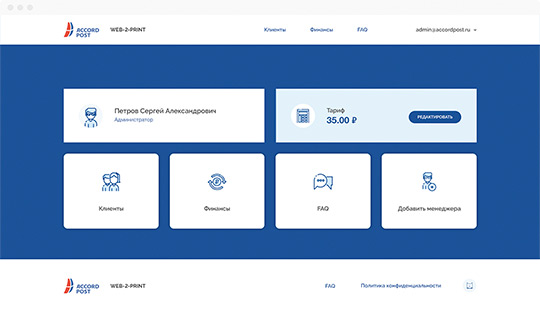 ACCORD POST WEB-2-PRINT Клиенты Финансы FAQ admin@accordpost.ru
Петров Сергей Александрович
Администратор
Тариф
35.00 ₽
РЕДАКТИРОВАТЬ
Клиенты Финансы FAQ Добавить менеджера
ACCORD POST WEB-2-PRINT FAQ Политика конфиденциальности